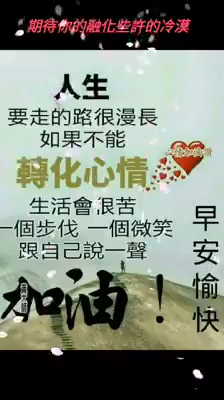 期待你的融化些許的冷漠
人生
要走的路很漫長
如果不能
轉化心情
生活會很苦
一個步伐 一個微笑
跟自己說一聲
加油！
早安愉快